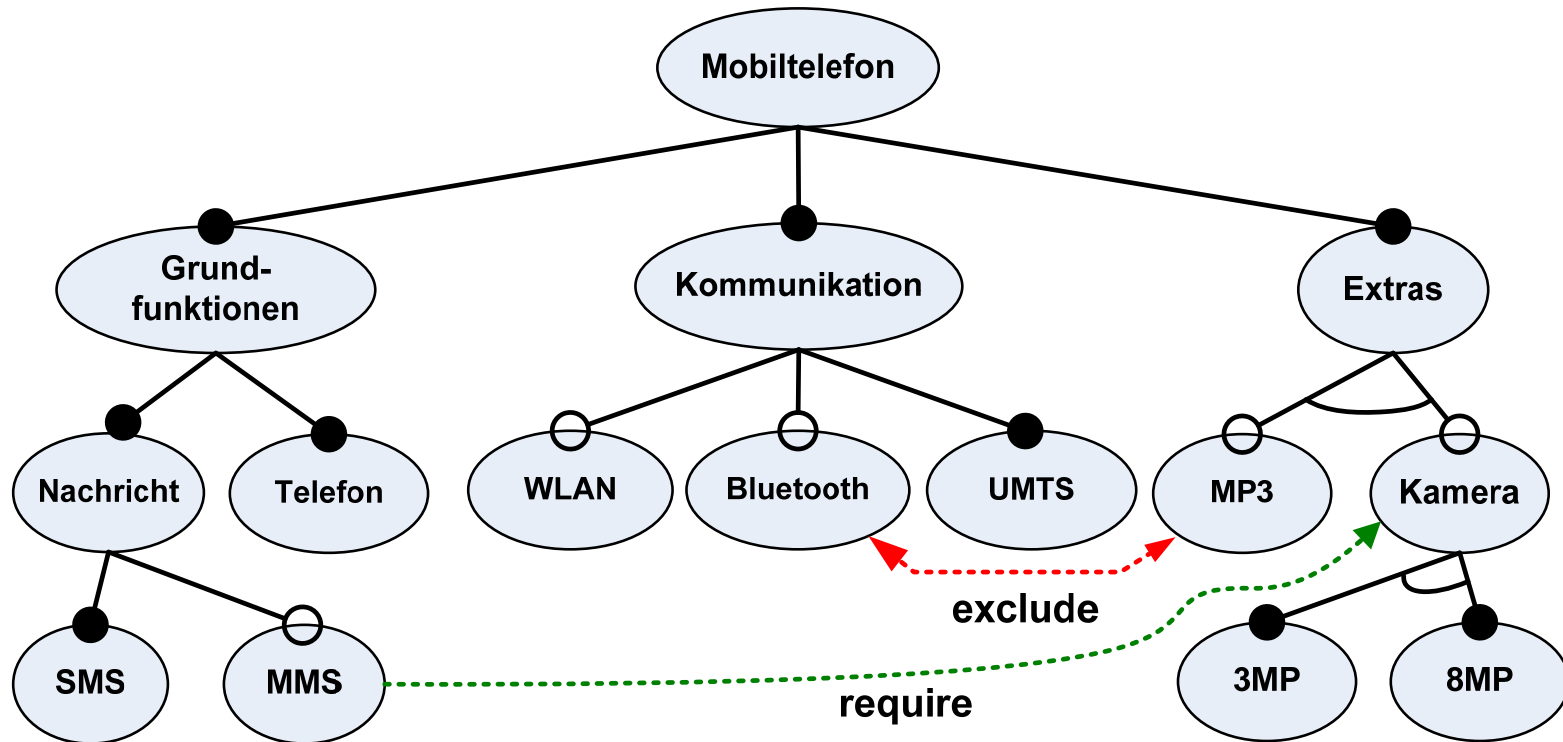 Mobiltelefon
Grund-
funktionen
Kommunikation
Extras
Nachricht
Telefon
WLAN
Bluetooth
UMTS
MP3
Kamera
exclude
SMS
MMS
require
3MP
8MP